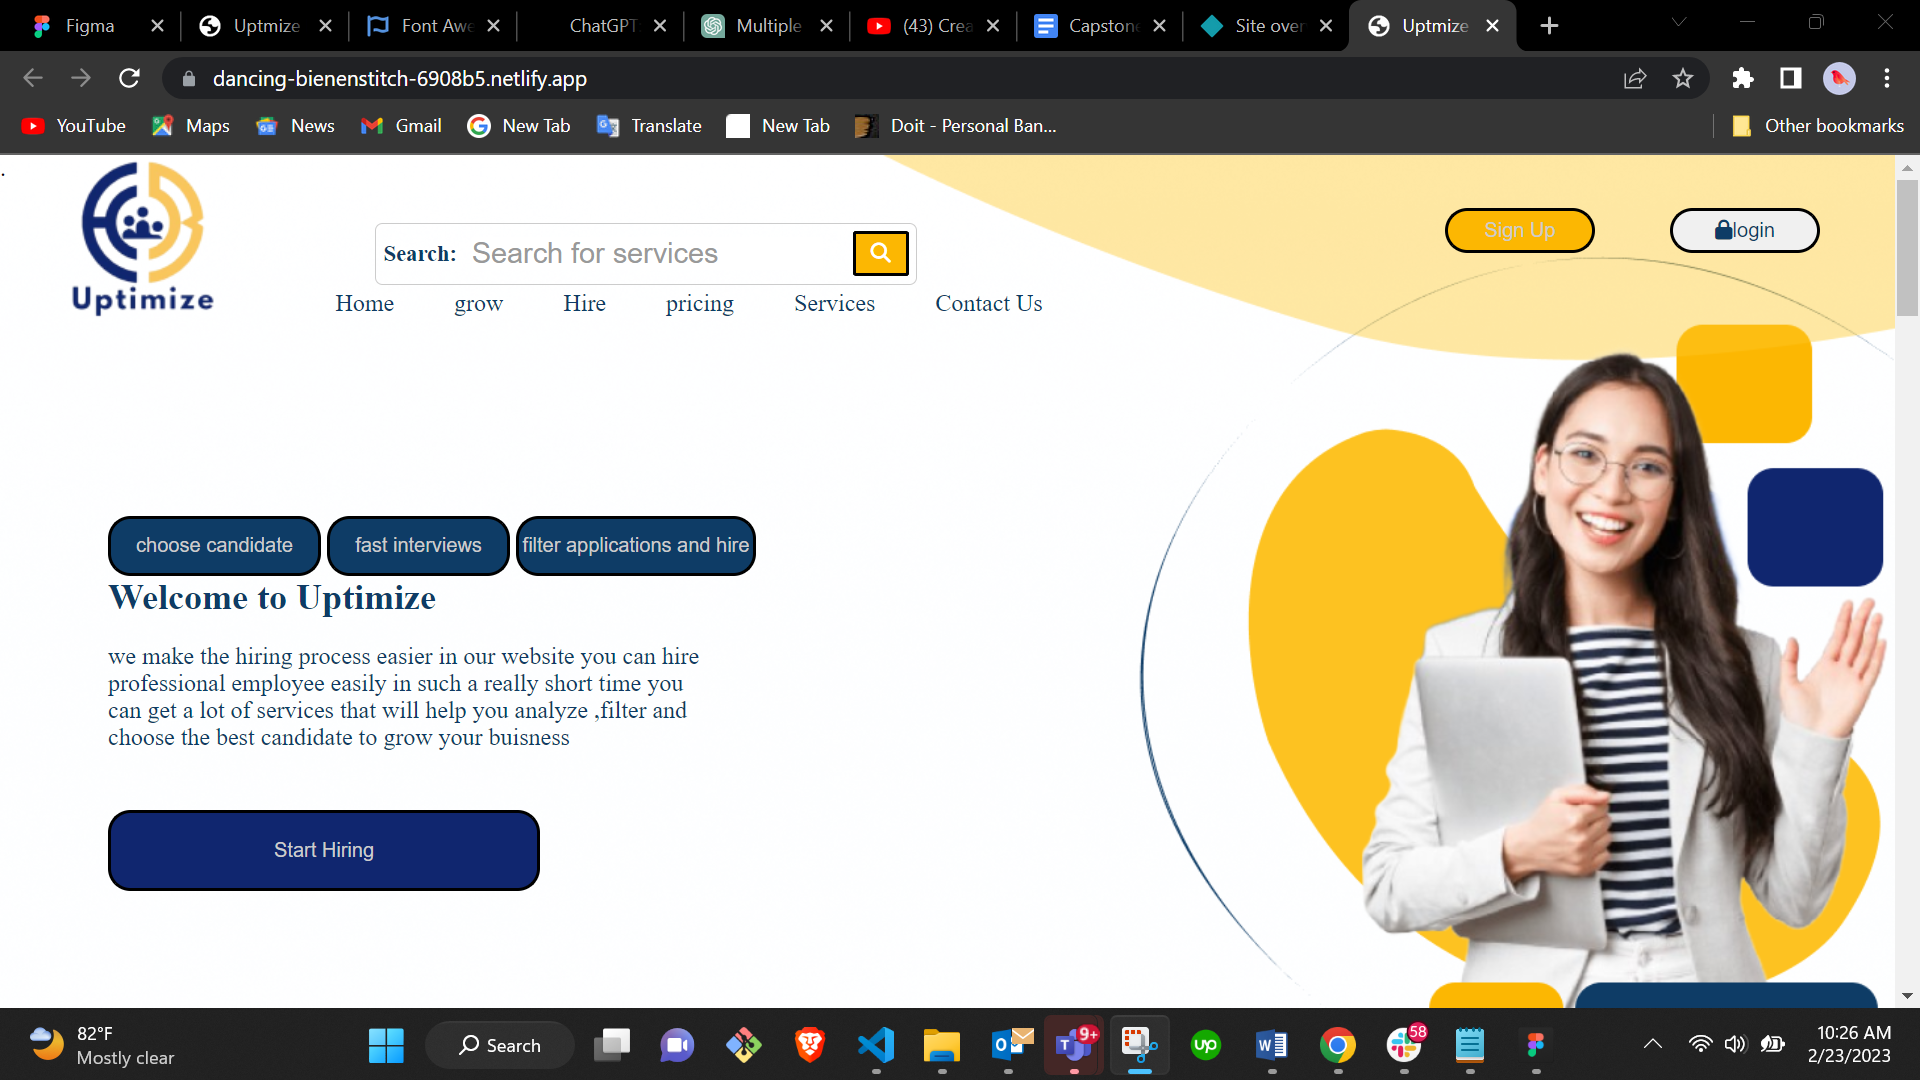 Figma
Uptmize
Font Awe
ChatGPT
Multiple
(43) Crea
Capstone
Site over
Uptmize
dancing-bienenstitch-6908b5.netlify.app
YouTube
Maps
News
Gmail
New Tab
Translate
New Tab
Doit - Personal Ban...
Other bookmarks
.
Uptimize
Search: Search for services
Sign Up
login
Home grow Hire pricing Services Contact Us
choose candidate
fast interviews
filter applications and hire
Welcome to Uptimize
we make the hiring process easier in our website you can hire
professional employee easily in such a really short time you
can get a lot of services that will help you analyze ,filter and
choose the best candidate to grow your buisness
Start Hiring
82°F
Mostly clear
Search
9+
58
10:26 AM
2/23/2023